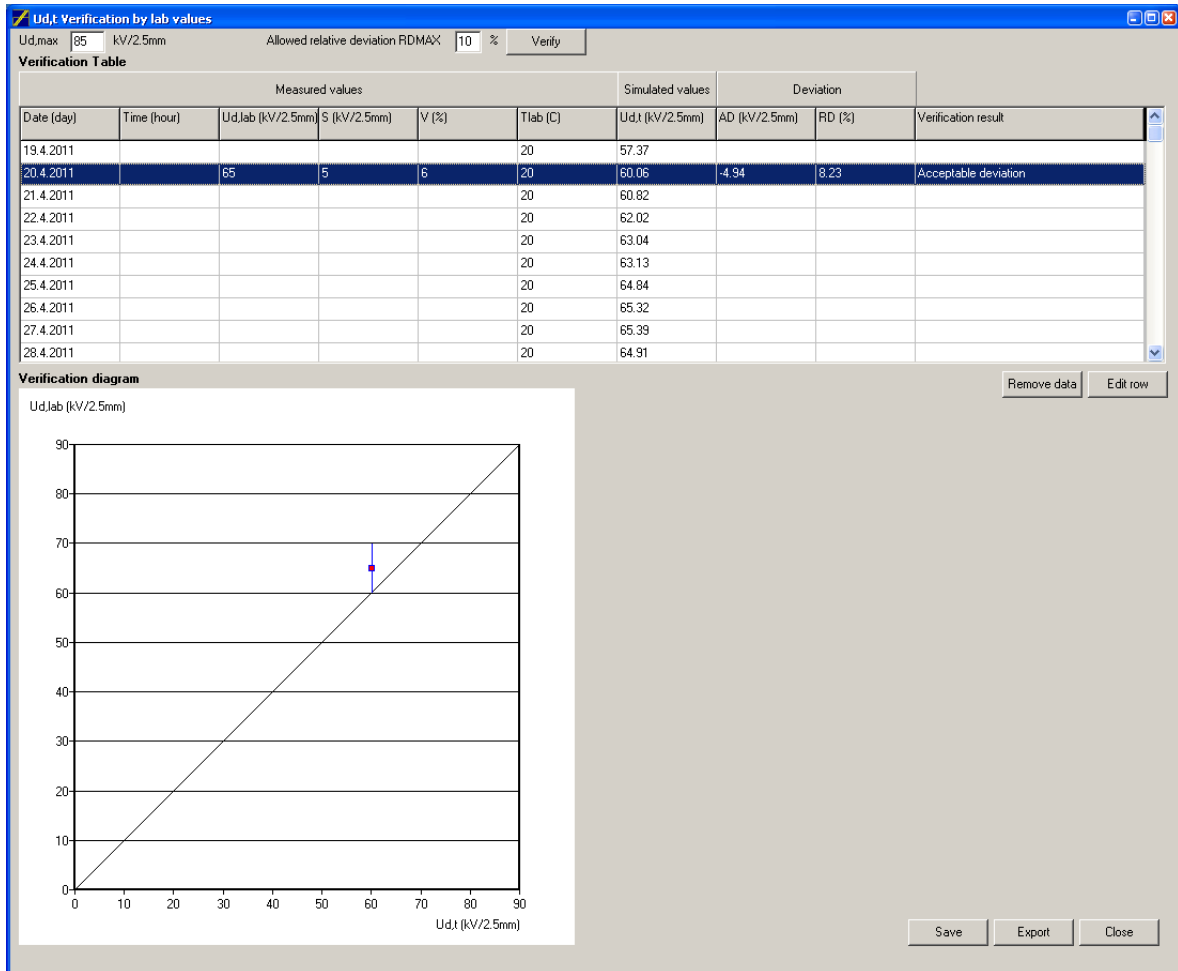 Ud,t Verification by lab values
Ud,max 85 kV/2.5mm Allowed relative deviation RDMAX 10 % Verify
Verification Table
Measured values Simulated values Deviation
Date (day) Time (hour) Ud,lab (kV/2.5mm) S (kV/2.5mm) V (%) Tlab (C) Ud,t (kV/2.5mm) AD (kV/2.5mm) RD (%) Verification result
19.4.2011 20 57.37
20.4.2011 65 5 6 20 60.06 -4.94 8.23 Acceptable deviation
21.4.2011 20 60.82
22.4.2011 20 62.02
23.4.2011 20 63.04
24.4.2011 20 63.13
25.4.2011 20 64.84
26.4.2011 20 65.32
27.4.2011 20 65.39
28.4.2011 20 64.91
Verification diagram Remove data Edit row
Ud,lab (kV/2.5mm)
90
80
70
60
50
40
30
20
10
0
0 10 20 30 40 50 60 70 80 90
Ud,t (kV/2.5mm)
Save Export Close